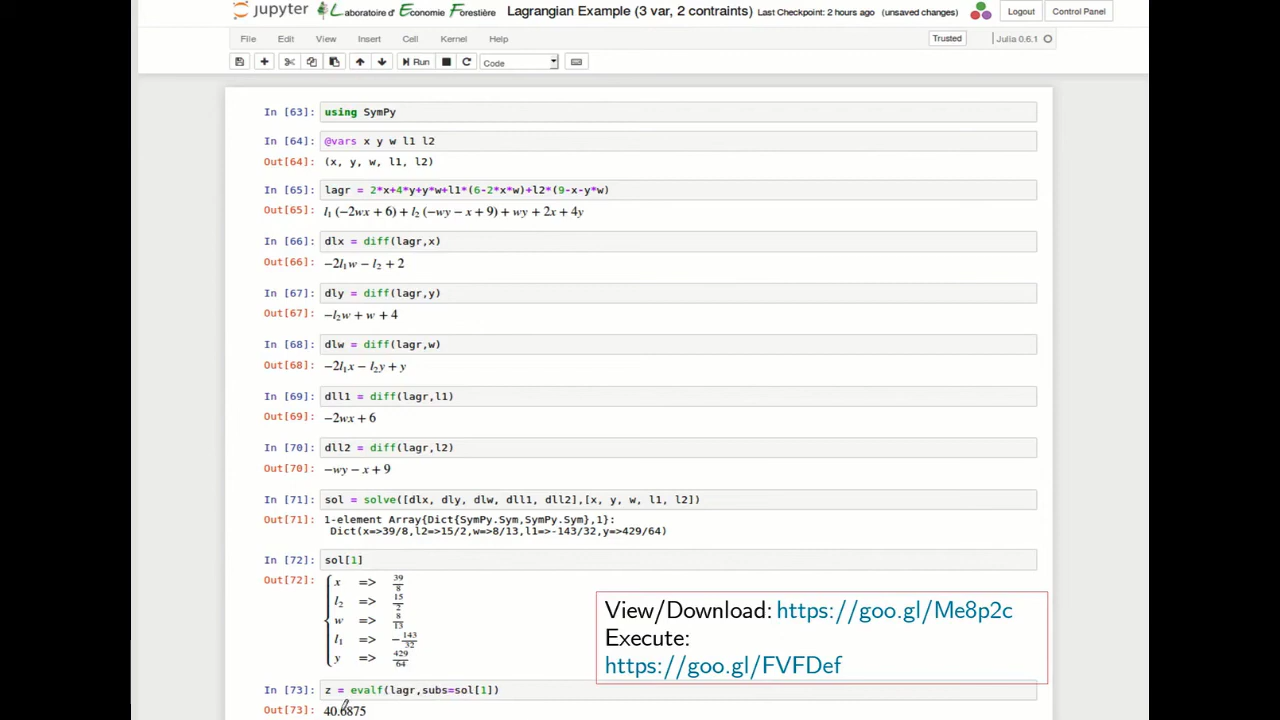 jupyter Laboratoire d'Economie Forestière Lagrangian Example (3 var, 2 contraints) Last Checkpoint: 2 hours ago (unsaved changes) Logout Control Panel
File Edit View Insert Cell Kernel Help Trusted Julia 0.6.1
Run Code
In [63]: using SymPy
In [64]: @vars x y w l1 l2
Out[64]: (x, y, w, l1, l2)
In [65]: lagr = 2*x+4*y+y*w+l1*(6-2*x*w)+l2*(9-x-y*w)
Out[65]: l₁ (−2wx + 6) + l₂ (−wy − x + 9) + wy + 2x + 4y
In [66]: dlx = diff(lagr,x)
Out[66]: −2l₁w − l₂ + 2
In [67]: dly = diff(lagr,y)
Out[67]: −l₂w + w + 4
In [68]: dlw = diff(lagr,w)
Out[68]: −2l₁x − l₂y + y
In [69]: dll1 = diff(lagr,l1)
Out[69]: −2wx + 6
In [70]: dll2 = diff(lagr,l2)
Out[70]: −wy − x + 9
In [71]: sol = solve([dlx, dly, dlw, dll1, dll2],[x, y, w, l1, l2])
Out[71]: 1-element Array{Dict{SymPy.Sym,SymPy.Sym},1}:
Dict(x=>39/8,l2=>15/2,w=>8/13,l1=>-143/32,y=>429/64)
In [72]: sol[1]
Out[72]: x => 39/8
l₂ => 15/2
w => 8/13
l₁ => −143/32
y => 429/64
View/Download: https://goo.gl/Me8p2c
Execute:
https://goo.gl/FVFDef
In [73]: z = evalf(lagr,subs=sol[1])
Out[73]: 40.6875